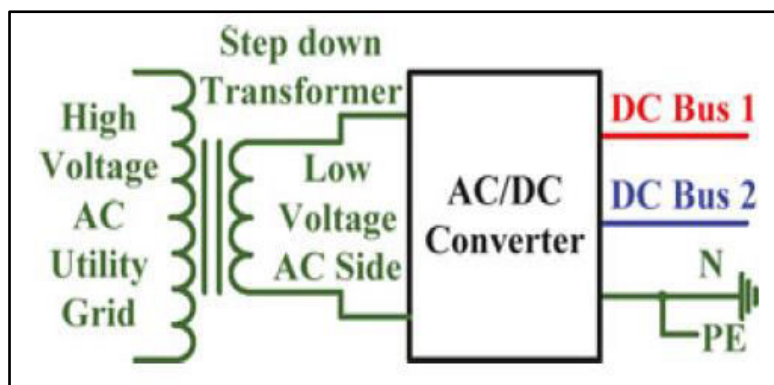 Step down
Transformer
High
Voltage
AC
Utility
Grid
Low
Voltage
AC Side
AC/DC
Converter
DC Bus 1
DC Bus 2
N
PE